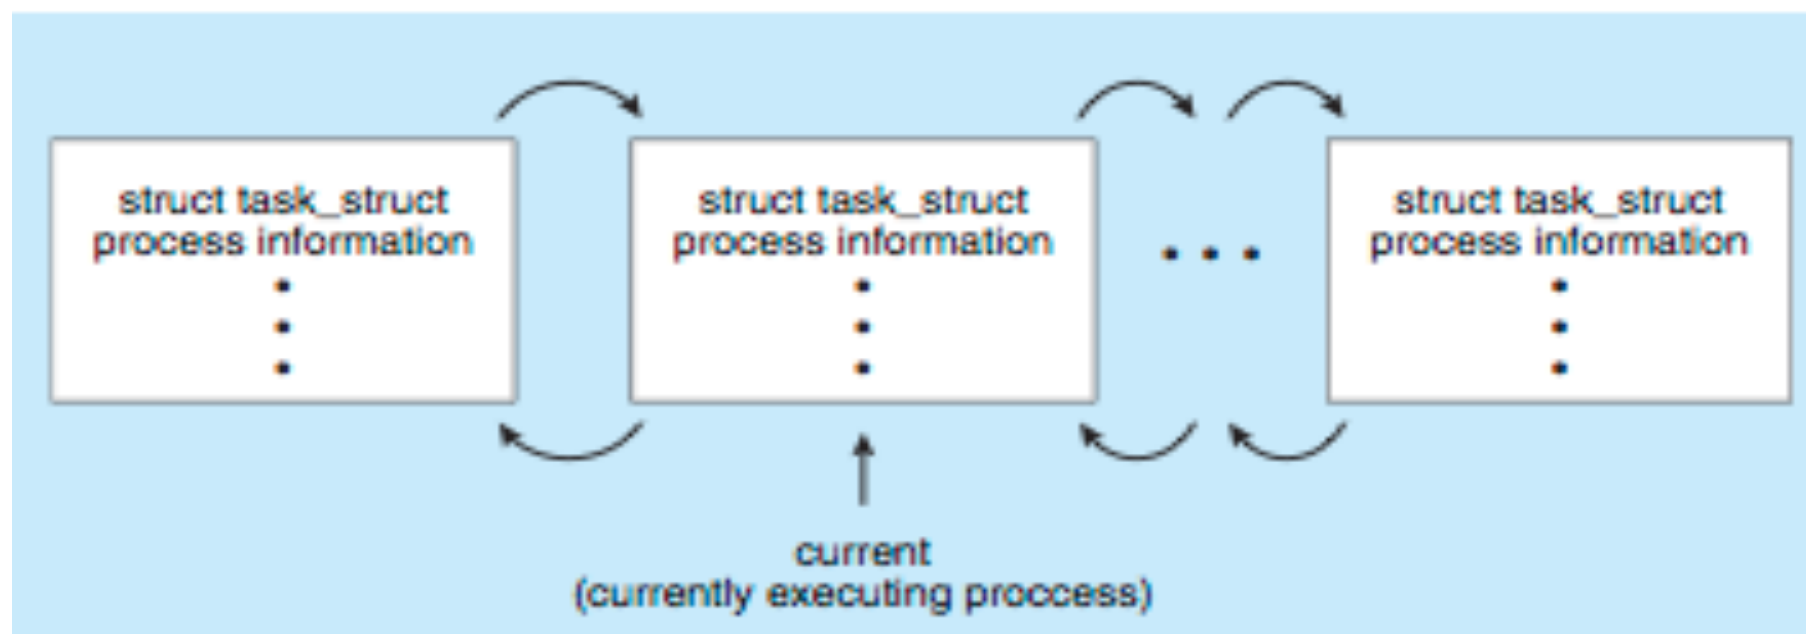 struct task_struct
process information
struct task_struct
process information
struct task_struct
process information
current
(currently executing proccess)